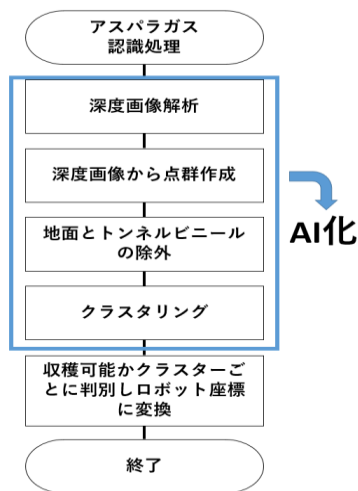 アスパラガス
認識処理
深度画像解析
深度画像から点群作成
地面とトンネルビニール
の除外
クラスタリング
AI化
収穫可能かクラスターご
とに判別しロボット座標
に変換
終了